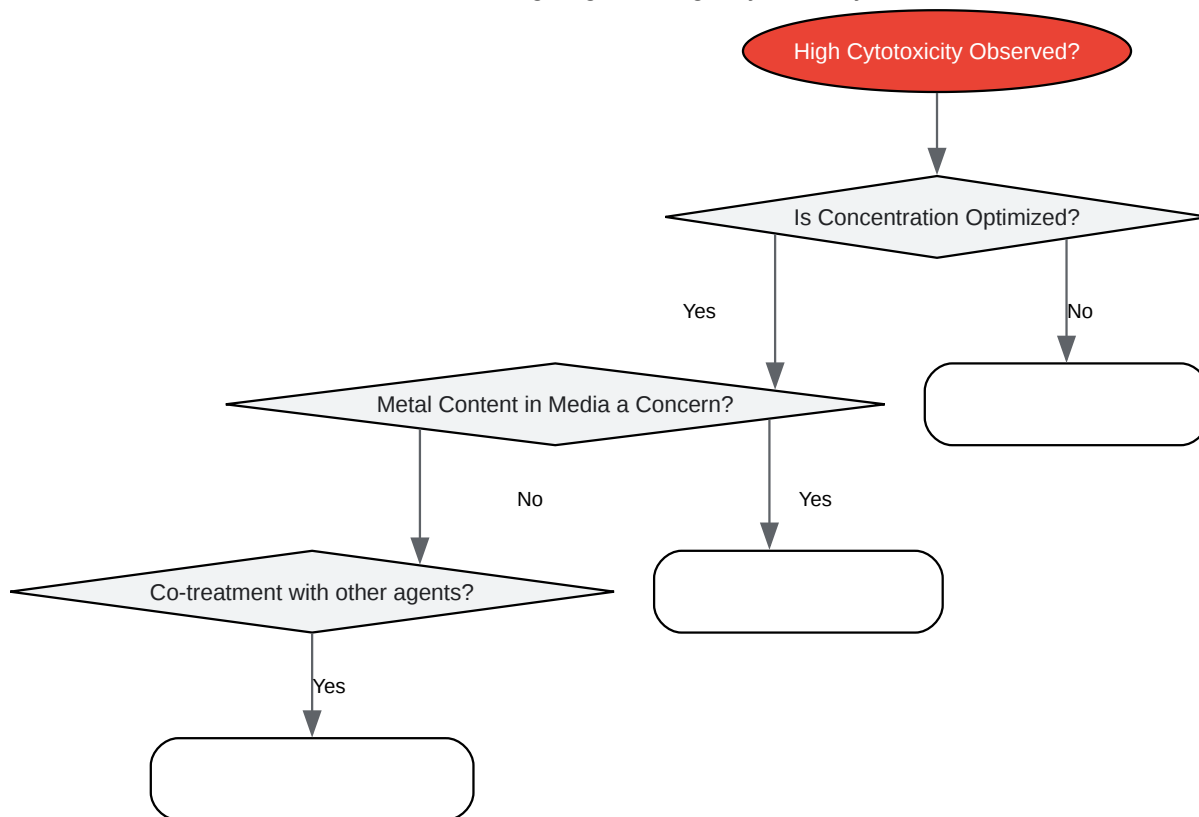 High Cytotoxicity Observed?
Is Concentration Optimized?
Yes
No
Metal Content in Media a Concern?
No
Yes
Co-treatment with other agents?
Yes